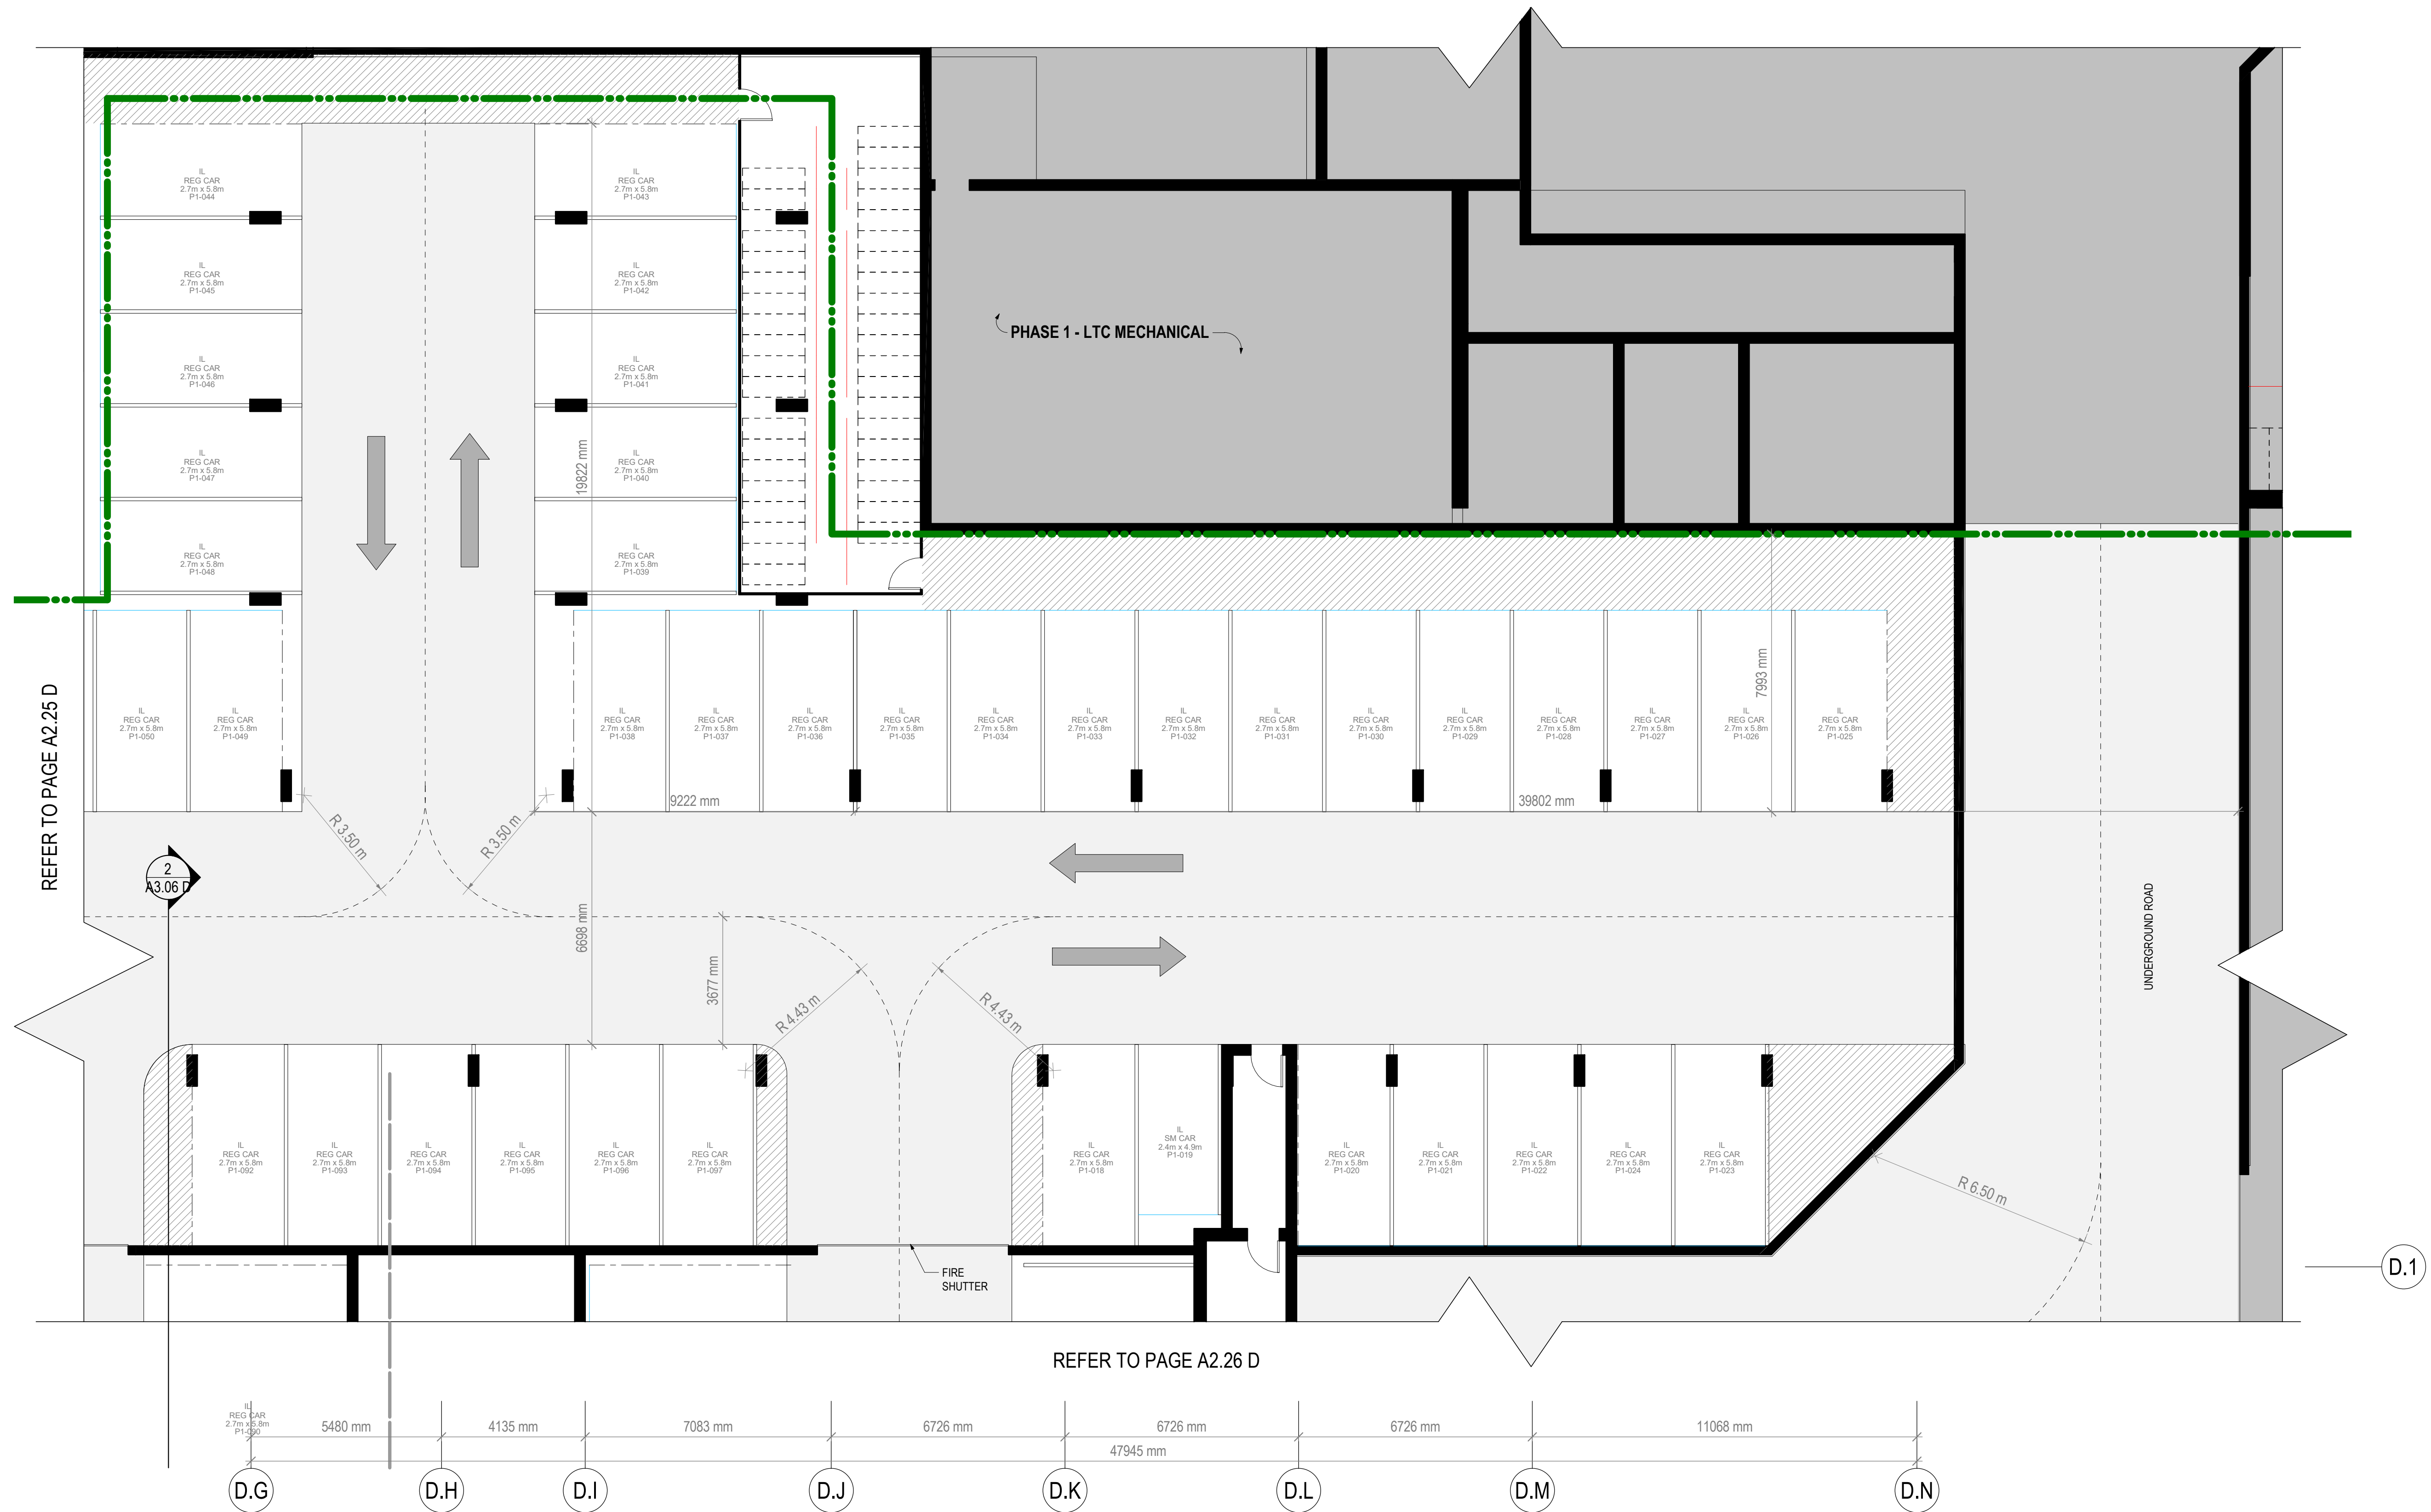 IL
REG CAR
2.7m x 5.8m
P1-044
IL
REG CAR
2.7m x 5.8m
P1-043
IL
REG CAR
2.7m x 5.8m
P1-045
IL
REG CAR
2.7m x 5.8m
P1-042
PHASE 1 - LTC MECHANICAL
IL
REG CAR
2.7m x 5.8m
P1-046
IL
REG CAR
2.7m x 5.8m
P1-041
IL
REG CAR
2.7m x 5.8m
P1-047
IL
REG CAR
2.7m x 5.8m
P1-040
19822 mm
IL
REG CAR
2.7m x 5.8m
P1-048
IL
REG CAR
2.7m x 5.8m
P1-039
REFER TO PAGE A2.25 D
IL
REG CAR
2.7m x 5.8m
P1-050
IL
REG CAR
2.7m x 5.8m
P1-049
IL
REG CAR
2.7m x 5.8m
P1-038
IL
REG CAR
2.7m x 5.8m
P1-037
IL
REG CAR
2.7m x 5.8m
P1-036
IL
REG CAR
2.7m x 5.8m
P1-035
IL
REG CAR
2.7m x 5.8m
P1-034
IL
REG CAR
2.7m x 5.8m
P1-033
IL
REG CAR
2.7m x 5.8m
P1-032
IL
REG CAR
2.7m x 5.8m
P1-031
IL
REG CAR
2.7m x 5.8m
P1-030
IL
REG CAR
2.7m x 5.8m
P1-029
IL
REG CAR
2.7m x 5.8m
P1-028
IL
REG CAR
2.7m x 5.8m
P1-027
IL
REG CAR
2.7m x 5.8m
P1-026
IL
REG CAR
2.7m x 5.8m
P1-025
7993 mm
9222 mm
39802 mm
R 3.50 m
R 3.50 m
2
A3.06 D
6698 mm
3677 mm
R 4.43 m
R 4.43 m
UNDERGROUND ROAD
IL
REG CAR
2.7m x 5.8m
P1-092
IL
REG CAR
2.7m x 5.8m
P1-093
IL
REG CAR
2.7m x 5.8m
P1-094
IL
REG CAR
2.7m x 5.8m
P1-095
IL
REG CAR
2.7m x 5.8m
P1-096
IL
REG CAR
2.7m x 5.8m
P1-097
IL
REG CAR
2.7m x 5.8m
P1-018
IL
SM CAR
2.4m x 4.9m
P1-019
IL
REG CAR
2.7m x 5.8m
P1-020
IL
REG CAR
2.7m x 5.8m
P1-021
IL
REG CAR
2.7m x 5.8m
P1-022
IL
REG CAR
2.7m x 5.8m
P1-024
IL
REG CAR
2.7m x 5.8m
P1-023
R 6.50 m
FIRE
SHUTTER
D.1
REFER TO PAGE A2.26 D
IL
REG CAR
2.7m x 5.8m
P1-090
5480 mm
4135 mm
7083 mm
6726 mm
6726 mm
6726 mm
11068 mm
47945 mm
D.G
D.H
D.I
D.J
D.K
D.L
D.M
D.N